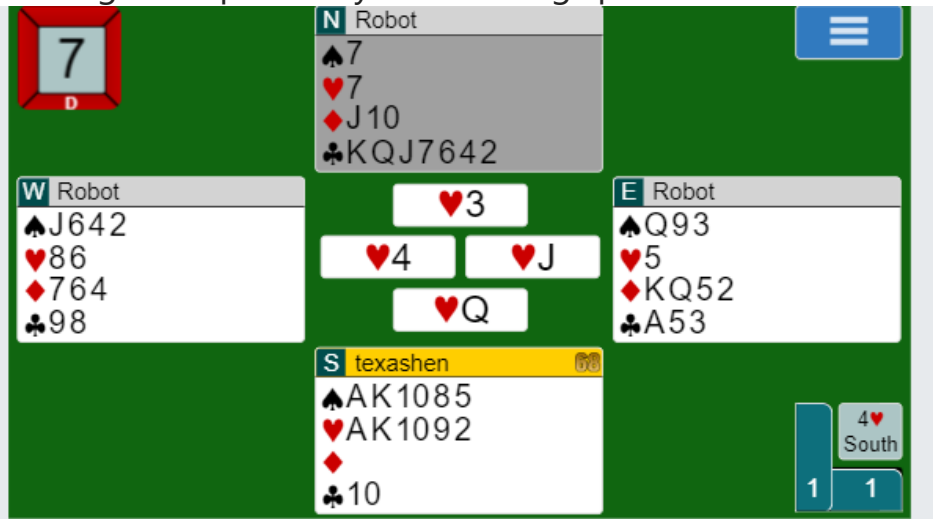 7
D
N Robot
♠7
♥7
♦J10
♣KQJ7642
W Robot
♠J642
♥86
♦764
♣98
♥3
♥4
♥J
♥Q
E Robot
♠Q93
♥5
♦KQ52
♣A53
S texashen 68
♠AK1085
♥AK1092
♦
♣10
4♥
South
1
1